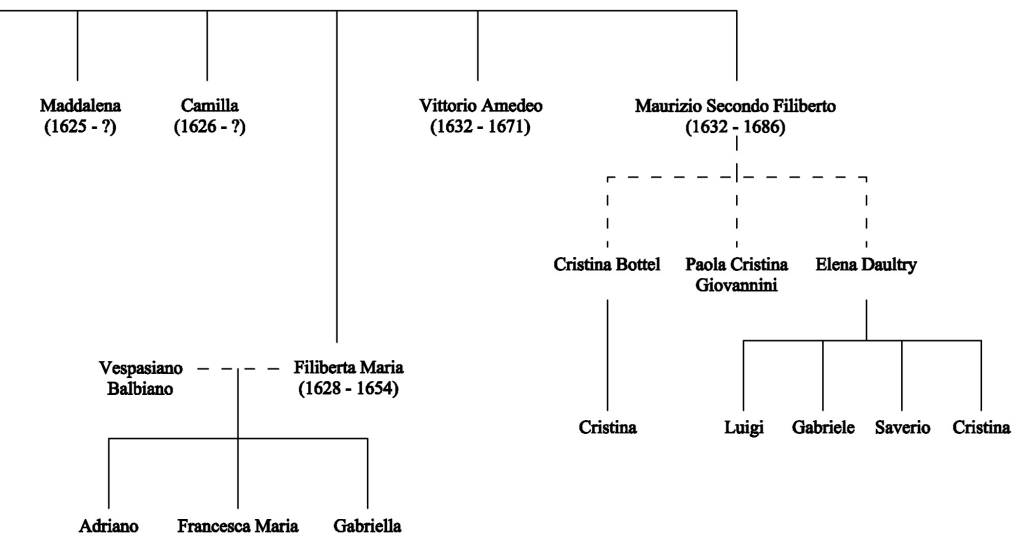 Maddalena
(1625 - ?)
Camilla
(1626 - ?)
Vittorio Amedeo
(1632 - 1671)
Maurizio Secondo Filiberto
(1632 - 1686)
Cristina Bottel
Paola Cristina
Giovannini
Elena Daultry
Vespasiano
Balbiano
Filiberta Maria
(1628 - 1654)
Cristina
Luigi
Gabriele
Saverio
Cristina
Adriano
Francesca Maria
Gabriella